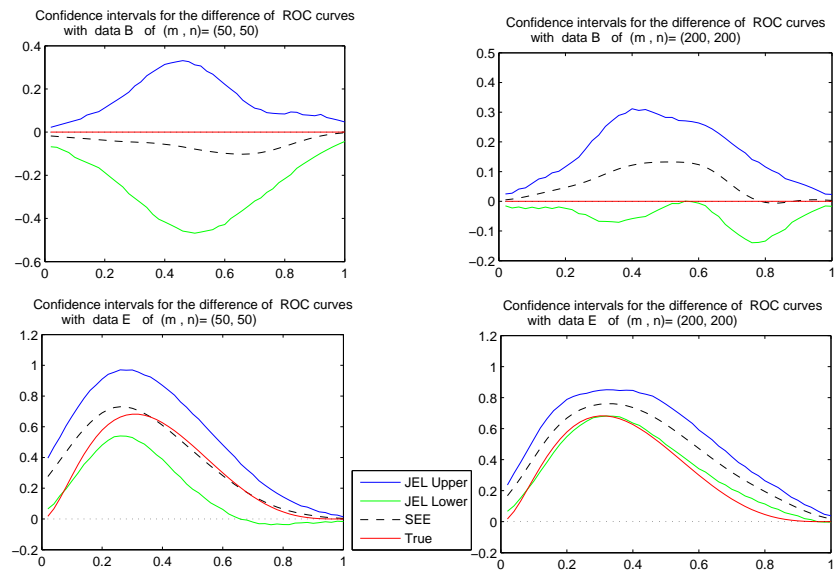 Confidence intervals for the difference of ROC curves
with data B of (m , n)= (50, 50)
0.4
0.2
0
−0.2
−0.4
−0.6
0 0.2 0.4 0.6 0.8 1
Confidence intervals for the difference of ROC curves
with data B of (m , n)= (200, 200)
0.5
0.4
0.3
0.2
0.1
0
−0.1
−0.2
0 0.2 0.4 0.6 0.8 1
Confidence intervals for the difference of ROC curves
with data E of (m , n)= (50, 50)
1.2
1
0.8
0.6
0.4
0.2
0
−0.2
0 0.2 0.4 0.6 0.8 1
JEL Upper
JEL Lower
SEE
True
Confidence intervals for the difference of ROC curves
with data E of (m , n)= (200, 200)
1.2
1
0.8
0.6
0.4
0.2
0
−0.2
0 0.2 0.4 0.6 0.8 1